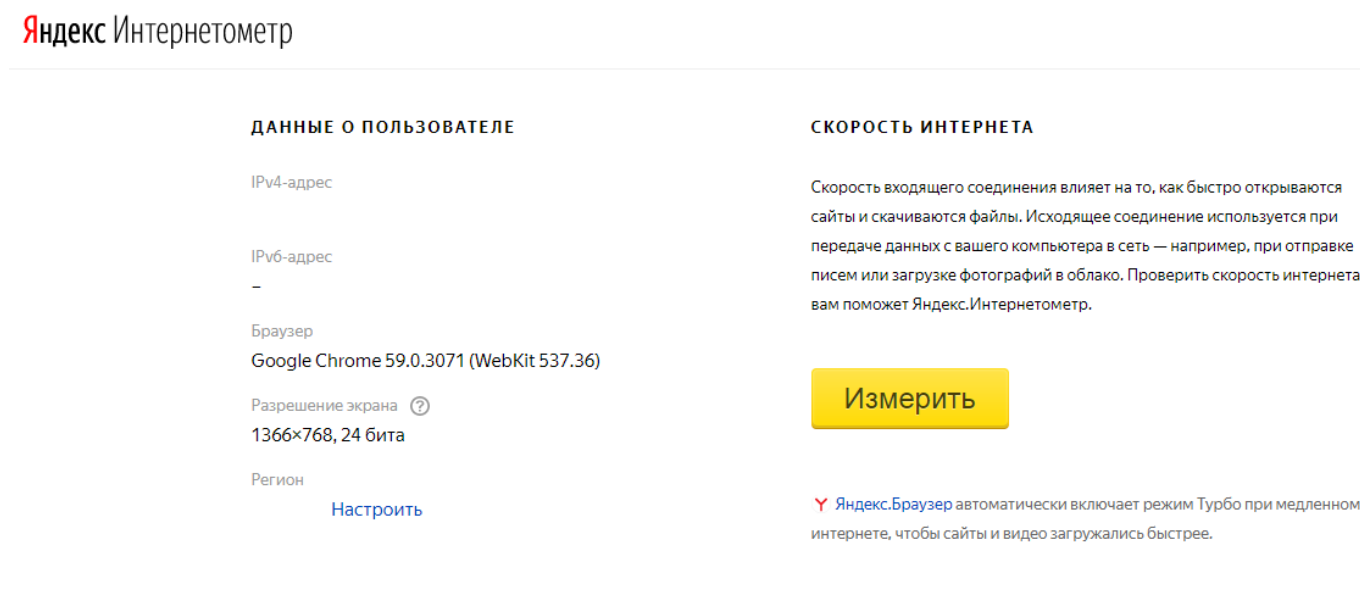 Яндекс Интернетометр
ДАННЫЕ О ПОЛЬЗОВАТЕЛЕ
IPv4-адрес
IPv6-адрес
–
Браузер
Google Chrome 59.0.3071 (WebKit 537.36)
Разрешение экрана ?
1366×768, 24 бита
Регион
Настроить
СКОРОСТЬ ИНТЕРНЕТА
Скорость входящего соединения влияет на то, как быстро открываются
сайты и скачиваются файлы. Исходящее соединение используется при
передаче данных с вашего компьютера в сеть — например, при отправке
писем или загрузке фотографий в облако. Проверить скорость интернета
вам поможет Яндекс.Интернетометр.
Измерить
Y Яндекс.Браузер автоматически включает режим Турбо при медленном
интернете, чтобы сайты и видео загружались быстрее.